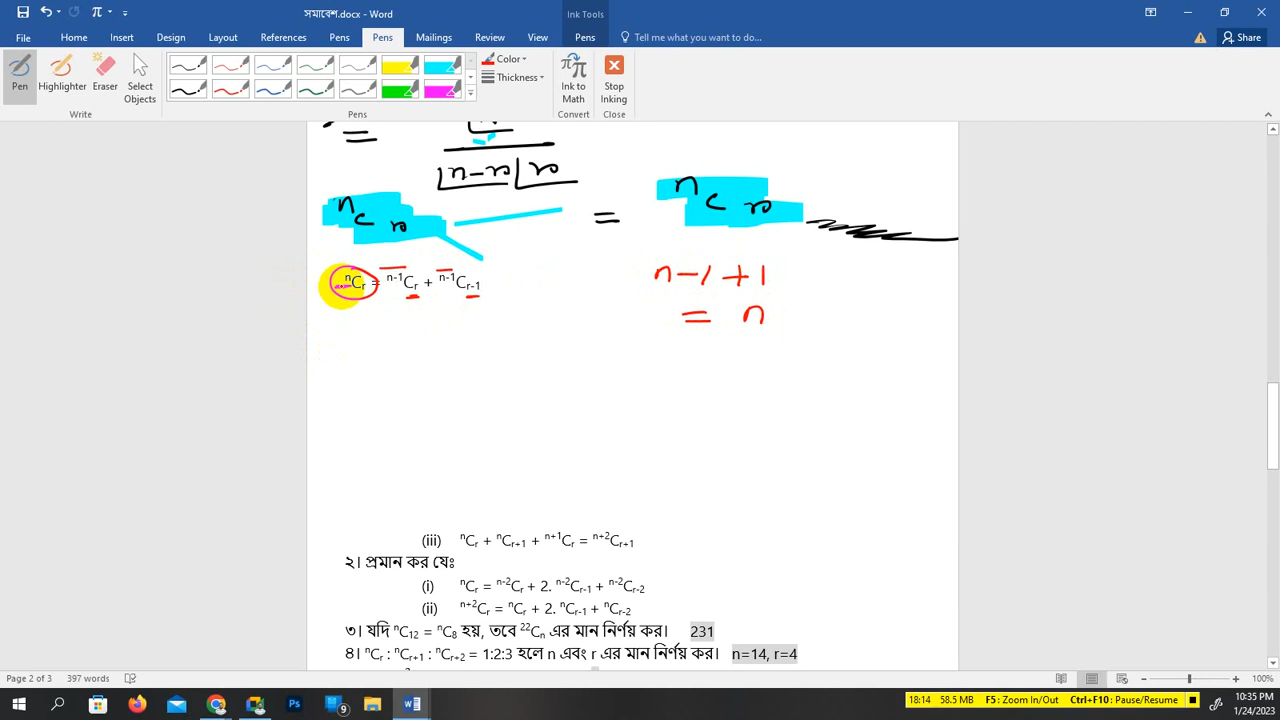 সমাবেশ.docx - Word
Ink Tools
File Home Insert Design Layout References Pen Pens Mailings Review View Help Pens Tell me what you want to do... Share
Pen Highlighter Eraser Select Objects
Color
Thickness
Ink to Math
Stop Inking
Write Pens Convert Close
=
|n-r |r
nCr = nCr
ⁿCᵣ = ⁿ⁻¹Cᵣ + ⁿ⁻¹Cᵣ₋₁
n-1+1
= n
(iii) ⁿCᵣ + ⁿCᵣ₊₁ + ⁿ⁺¹Cᵣ = ⁿ⁺²Cᵣ₊₁
২। প্রমান কর যেঃ
(i) ⁿCᵣ = ⁿ⁻²Cᵣ + 2. ⁿ⁻²Cᵣ₋₁ + ⁿ⁻²Cᵣ₋₂
(ii) ⁿ⁺²Cᵣ = ⁿCᵣ + 2. ⁿCᵣ₋₁ + ⁿCᵣ₋₂
৩। যদি ⁿC₁₂ = ⁿC₈ হয়, তবে ²²Cₙ এর মান নির্ণয় কর। 231
৪। ⁿCᵣ : ⁿCᵣ₊₁ : ⁿCᵣ₊₂ = 1:2:3 হলে n এবং r এর মান নির্ণয় কর। n=14, r=4
Page 2 of 3 397 words 100%
18:14 58.5 MB F5: Zoom In/Out Ctrl+F10: Pause/Resume
10:35 PM
1/24/2023